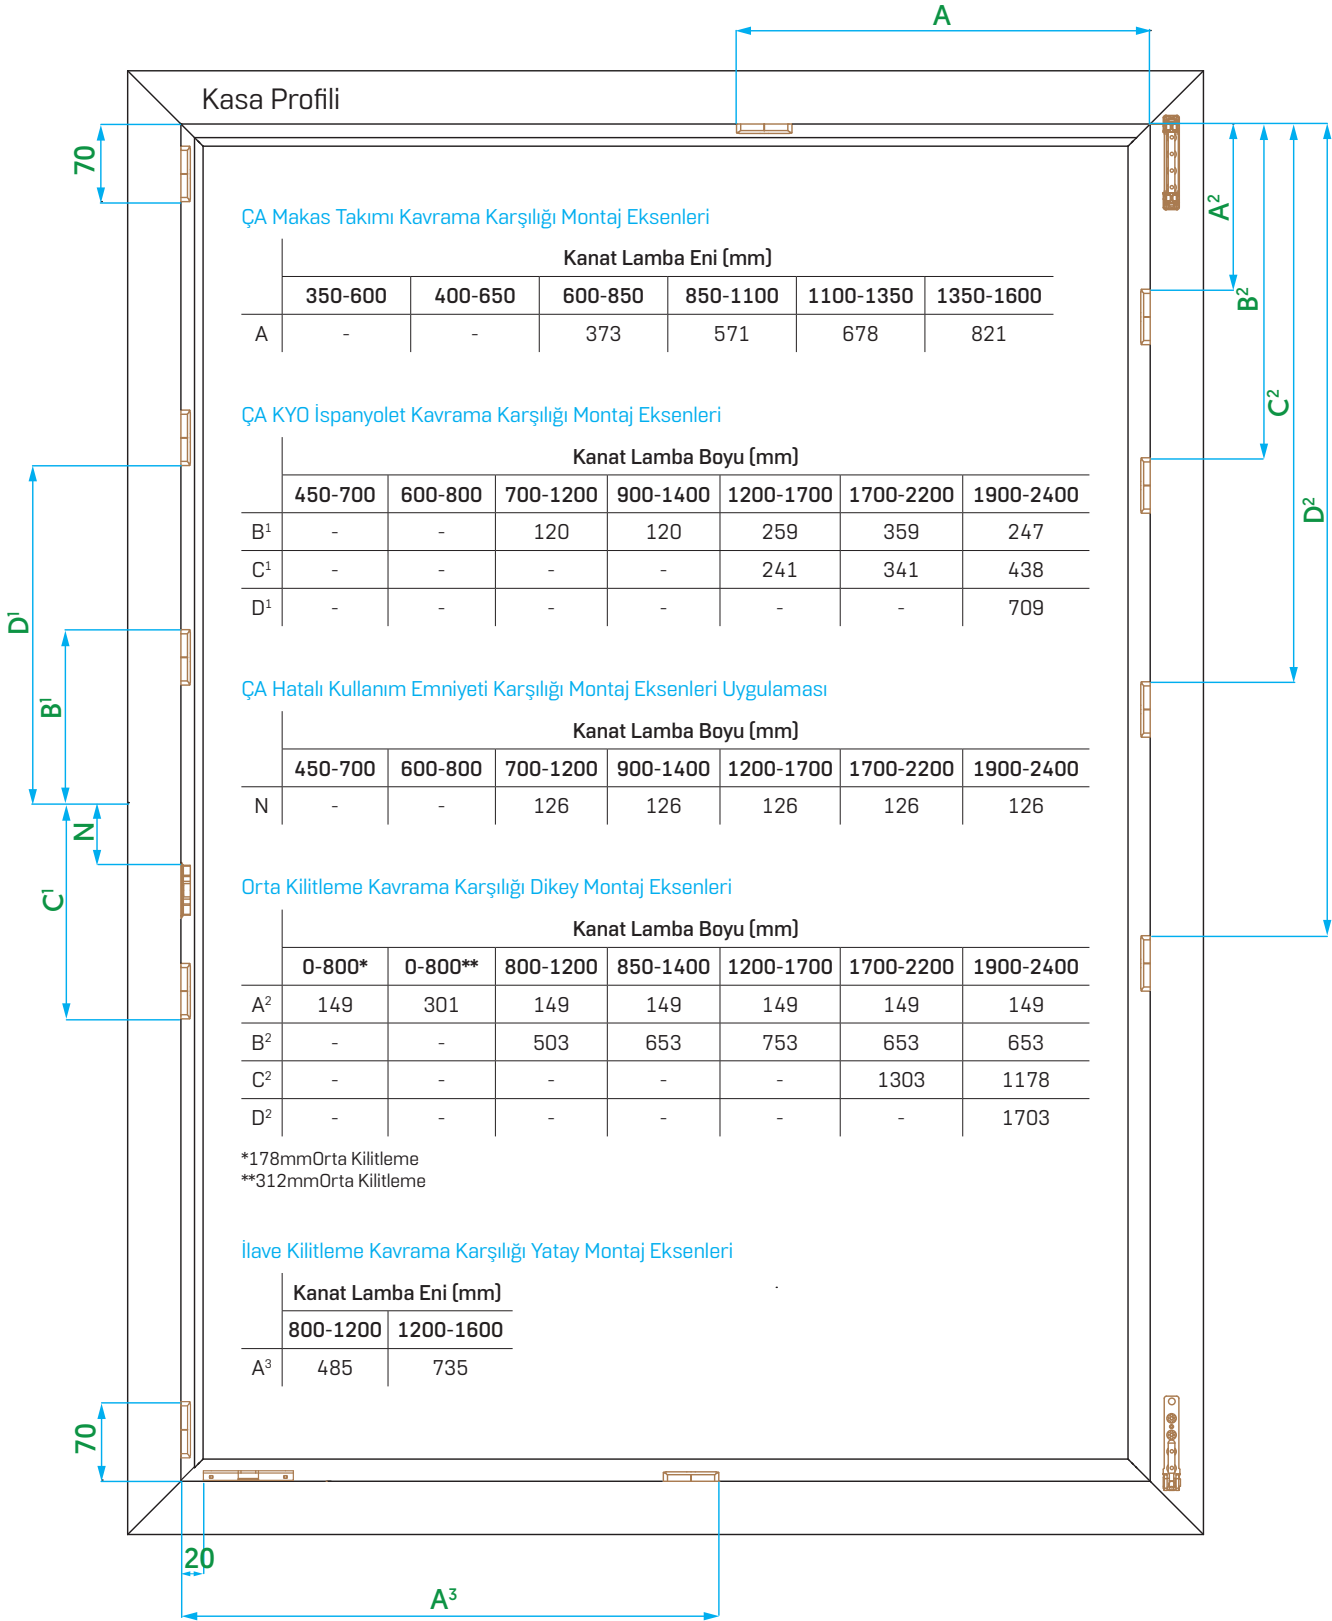 A
Kasa Profili
70
A²
B²
C²
D²
ÇA Makas Takımı Kavrama Karşılığı Montaj Eksenleri
Kanat Lamba Eni (mm)
350-600 400-650 600-850 850-1100 1100-1350 1350-1600
A - - 373 571 678 821
ÇA KYO İspanyolet Kavrama Karşılığı Montaj Eksenleri
Kanat Lamba Boyu (mm)
450-700 600-800 700-1200 900-1400 1200-1700 1700-2200 1900-2400
B¹ - - 120 120 259 359 247
C¹ - - - - 241 341 438
D¹ - - - - - - 709
D¹
B¹
N
C¹
ÇA Hatalı Kullanım Emniyeti Karşılığı Montaj Eksenleri Uygulaması
Kanat Lamba Boyu (mm)
450-700 600-800 700-1200 900-1400 1200-1700 1700-2200 1900-2400
N - - 126 126 126 126 126
Orta Kilitleme Kavrama Karşılığı Dikey Montaj Eksenleri
Kanat Lamba Boyu (mm)
0-800* 0-800** 800-1200 850-1400 1200-1700 1700-2200 1900-2400
A² 149 301 149 149 149 149 149
B² - - 503 653 753 653 653
C² - - - - - 1303 1178
D² - - - - - - 1703
*178mmOrta Kilitleme
**312mmOrta Kilitleme
İlave Kilitleme Kavrama Karşılığı Yatay Montaj Eksenleri
Kanat Lamba Eni (mm)
800-1200 1200-1600
A³ 485 735
70
20
A³